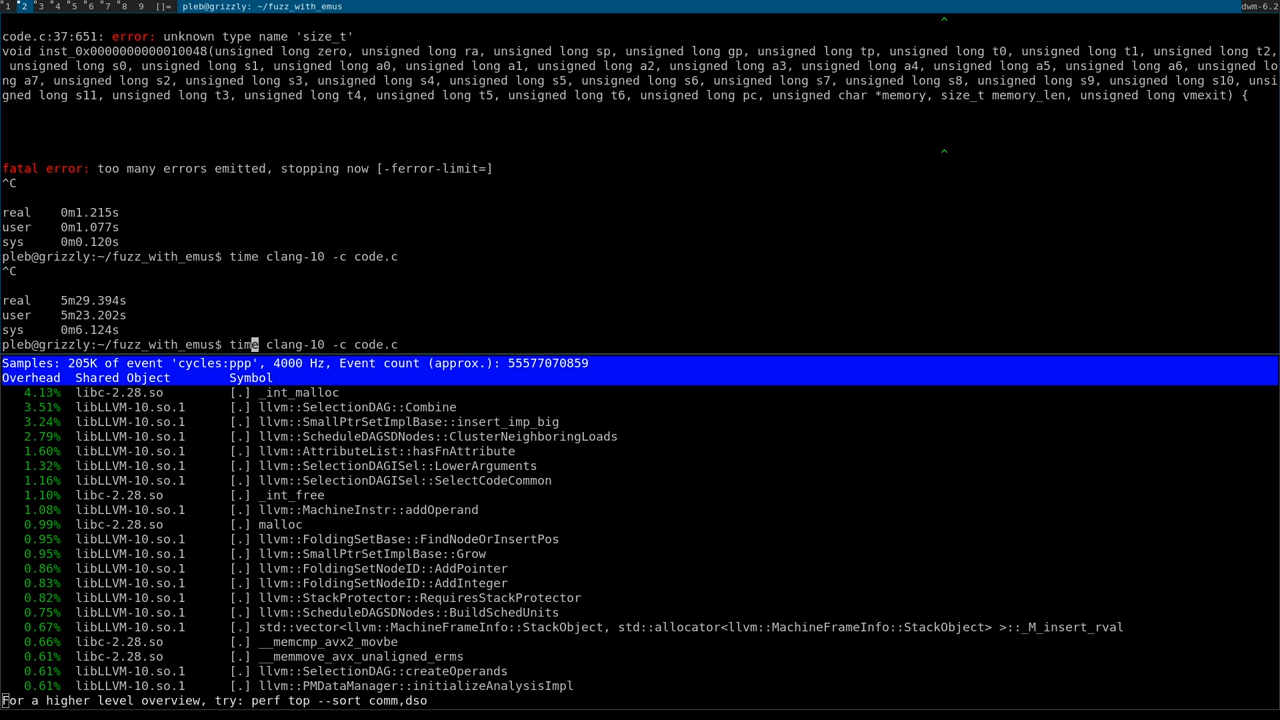 1 2 3 4 5 6 7 8 9 []= pleb@grizzly: ~/fuzz_with_emus dwm-6.2
^
code.c:37:651: error: unknown type name 'size_t'
void inst_0x0000000000010048(unsigned long zero, unsigned long ra, unsigned long sp, unsigned long gp, unsigned long tp, unsigned long t0, unsigned long t1, unsigned long t2,
unsigned long s0, unsigned long s1, unsigned long a0, unsigned long a1, unsigned long a2, unsigned long a3, unsigned long a4, unsigned long a5, unsigned long a6, unsigned lo
ng a7, unsigned long s2, unsigned long s3, unsigned long s4, unsigned long s5, unsigned long s6, unsigned long s7, unsigned long s8, unsigned long s9, unsigned long s10, unsi
gned long s11, unsigned long t3, unsigned long t4, unsigned long t5, unsigned long t6, unsigned long pc, unsigned char *memory, size_t memory_len, unsigned long vmexit) {
^
fatal error: too many errors emitted, stopping now [-ferror-limit=]
^C
real 0m1.215s
user 0m1.077s
sys 0m0.120s
pleb@grizzly:~/fuzz_with_emus$ time clang-10 -c code.c
^C
real 5m29.394s
user 5m23.202s
sys 0m6.124s
pleb@grizzly:~/fuzz_with_emus$ time clang-10 -c code.c
Samples: 205K of event 'cycles:ppp', 4000 Hz, Event count (approx.): 55577070859
Overhead Shared Object Symbol
4.13% libc-2.28.so [.] _int_malloc
3.51% libLLVM-10.so.1 [.] llvm::SelectionDAG::Combine
3.24% libLLVM-10.so.1 [.] llvm::SmallPtrSetImplBase::insert_imp_big
2.79% libLLVM-10.so.1 [.] llvm::ScheduleDAGSDNodes::ClusterNeighboringLoads
1.60% libLLVM-10.so.1 [.] llvm::AttributeList::hasFnAttribute
1.32% libLLVM-10.so.1 [.] llvm::SelectionDAGISel::LowerArguments
1.16% libLLVM-10.so.1 [.] llvm::SelectionDAGISel::SelectCodeCommon
1.10% libc-2.28.so [.] _int_free
1.08% libLLVM-10.so.1 [.] llvm::MachineInstr::addOperand
0.99% libc-2.28.so [.] malloc
0.95% libLLVM-10.so.1 [.] llvm::FoldingSetBase::FindNodeOrInsertPos
0.95% libLLVM-10.so.1 [.] llvm::SmallPtrSetImplBase::Grow
0.86% libLLVM-10.so.1 [.] llvm::FoldingSetNodeID::AddPointer
0.83% libLLVM-10.so.1 [.] llvm::FoldingSetNodeID::AddInteger
0.82% libLLVM-10.so.1 [.] llvm::StackProtector::RequiresStackProtector
0.75% libLLVM-10.so.1 [.] llvm::ScheduleDAGSDNodes::BuildSchedUnits
0.67% libLLVM-10.so.1 [.] std::vector<llvm::MachineFrameInfo::StackObject, std::allocator<llvm::MachineFrameInfo::StackObject> >::_M_insert_rval
0.66% libc-2.28.so [.] __memcmp_avx2_movbe
0.61% libc-2.28.so [.] __memmove_avx_unaligned_erms
0.61% libLLVM-10.so.1 [.] llvm::SelectionDAG::createOperands
0.61% libLLVM-10.so.1 [.] llvm::PMDataManager::initializeAnalysisImpl
For a higher level overview, try: perf top --sort comm,dso